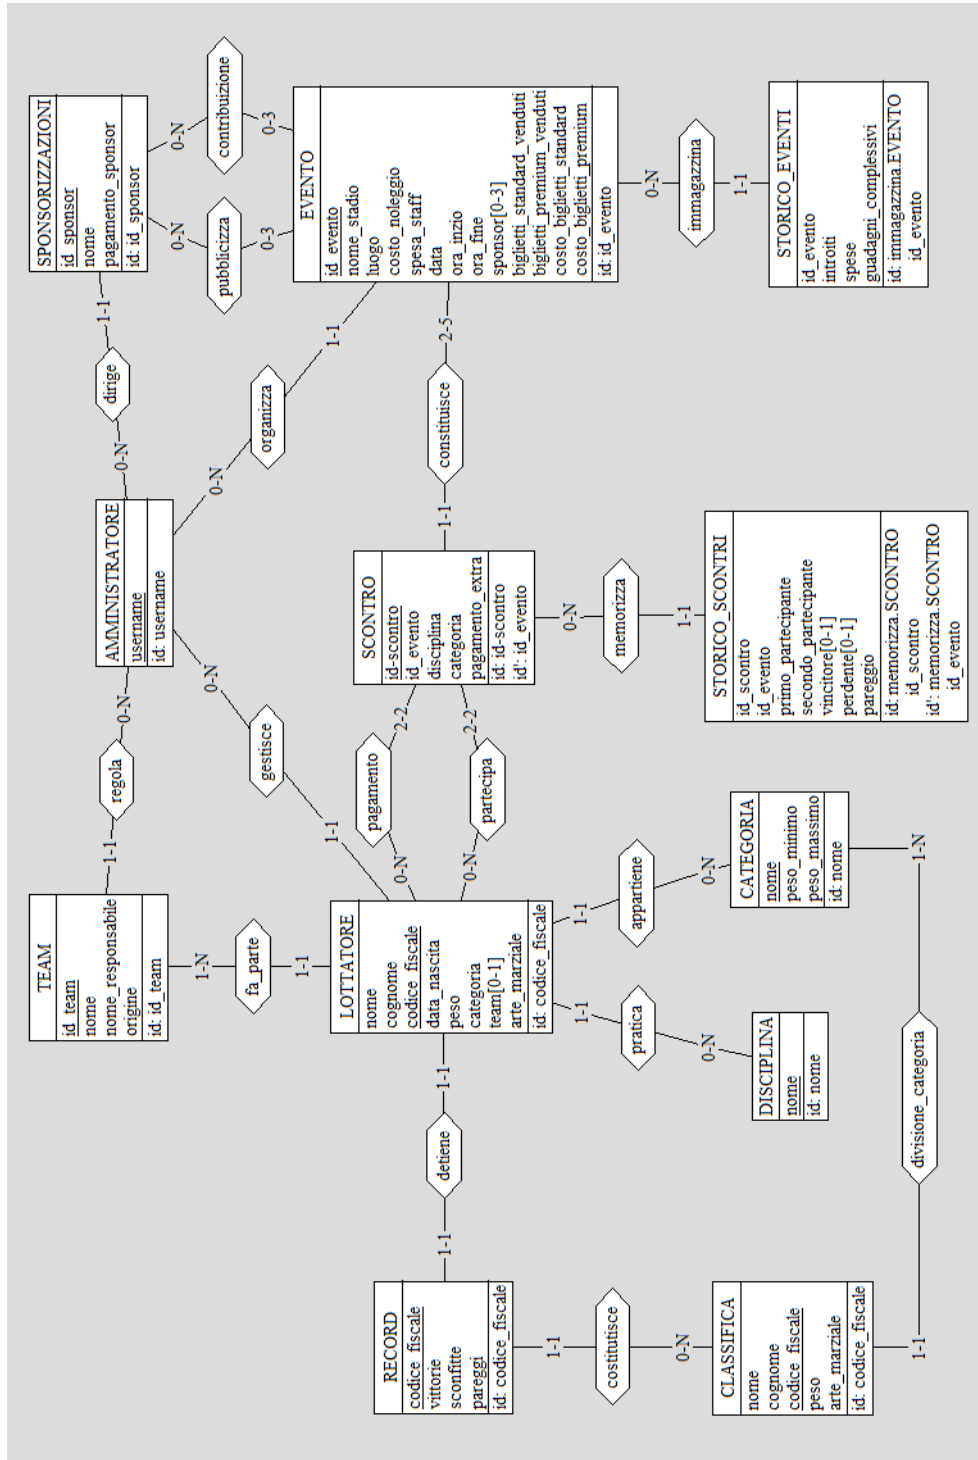 TEAM
id_team
nome
nome_responsabile
origine
id: id_team
1-1
regola
0-N
AMMINISTRATORE
username
id: username
0-N
dirige
1-1
SPONSORIZZAZIONI
id_sponsor
nome
pagamento_sponsor
id: id_sponsor
1-N
fa_parte
1-1
0-N
gestisce
1-1
0-N
organizza
1-1
0-N
pubblicizza
0-3
0-N
contribuizione
0-3
RECORD
codice_fiscale
vittorie
sconfitte
pareggi
id: codice_fiscale
1-1
detiene
1-1
LOTTATORE
nome
cognome
codice_fiscale
data_nascita
peso
categoria
team[0-1]
arte_marziale
id: codice_fiscale
0-N
pagamento
2-2
0-N
partecipa
2-2
SCONTRO
id-scontro
id_evento
disciplina
categoria
pagamento_extra
id: id-scontro
id': id_evento
1-1
constituisce
2-5
EVENTO
id_evento
nome_stadio
luogo
costo_noleggio
spesa_staff
data
ora_inzio
ora_fine
sponsor[0-3]
biglietti_standard_venduti
biglietti_premium_venduti
costo_biglietti_standard
costo_biglietti_premium
id: id_evento
1-1
costitutisce
0-N
1-1
pratica
0-N
1-1
appartiene
0-N
0-N
memorizza
1-1
0-N
immagazzina
1-1
CLASSIFICA
nome
cognome
codice_fiscale
peso
arte_marziale
id: codice_fiscale
DISCIPLINA
nome
id: nome
CATEGORIA
nome
peso_minimo
peso_massimo
id: nome
STORICO_SCONTRI
id_scontro
id_evento
primo_partecipante
secondo_partecipante
vincitore[0-1]
perdente[0-1]
pareggio
id: memorizza.SCONTRO
id_scontro
id': memorizza.SCONTRO
id_evento
STORICO_EVENTI
id_evento
introiti
spese
guadagni_complessivi
id: immagazzina.EVENTO
id_evento
1-1
divisione_categoria
1-N